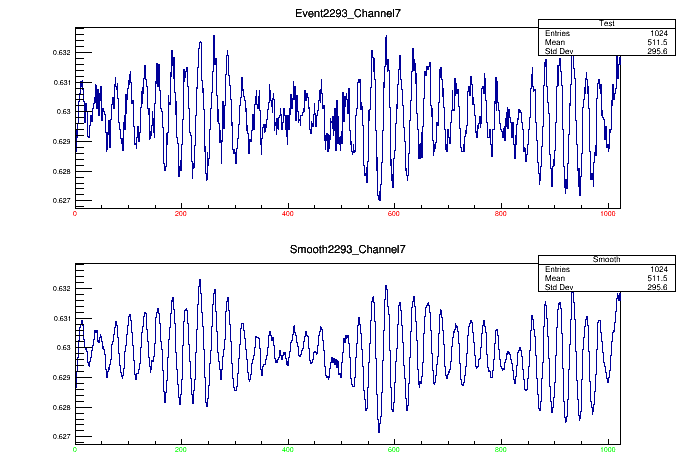 Event2293_Channel7
Test
Entries 1024
Mean 511.5
Std Dev 295.6
0.632
0.631
0.63
0.629
0.628
0.627
0 200 400 600 800 1000
Smooth2293_Channel7
Smooth
Entries 1024
Mean 511.5
Std Dev 295.6
0.632
0.631
0.63
0.629
0.628
0.627
0 200 400 600 800 1000